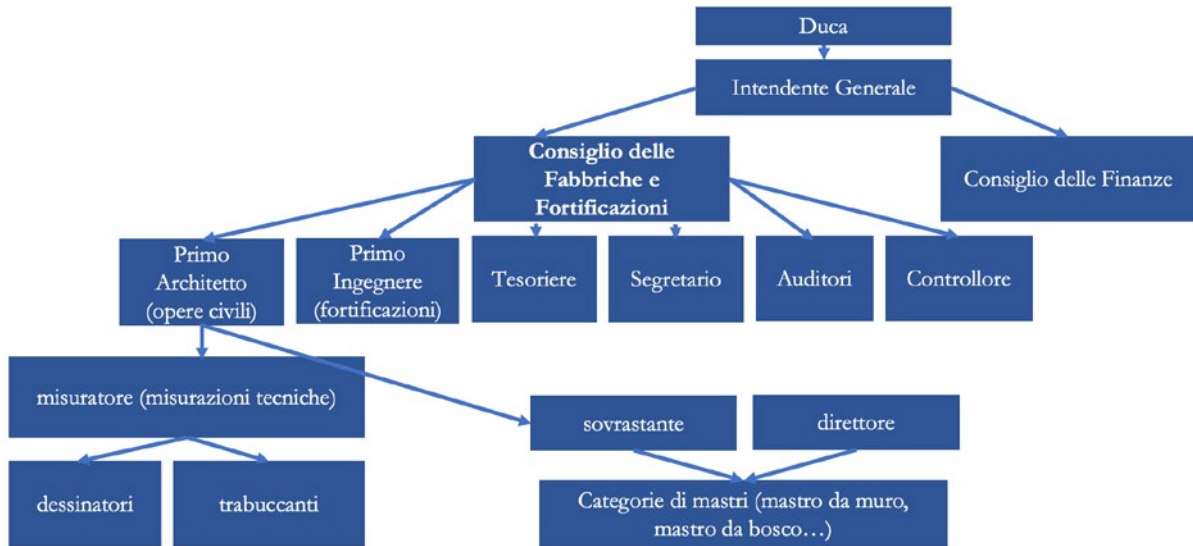 Duca
Intendente Generale
Consiglio delle
Fabbriche e
Fortificazioni
Consiglio delle Finanze
Primo
Architetto
(opere civili)
Primo
Ingegnere
(fortificazioni)
Tesoriere
Segretario
Auditori
Controllore
misuratore (misurazioni tecniche)
sovrastante
direttore
dessinatori
trabuccanti
Categorie di mastri (mastro da muro,
mastro da bosco…)